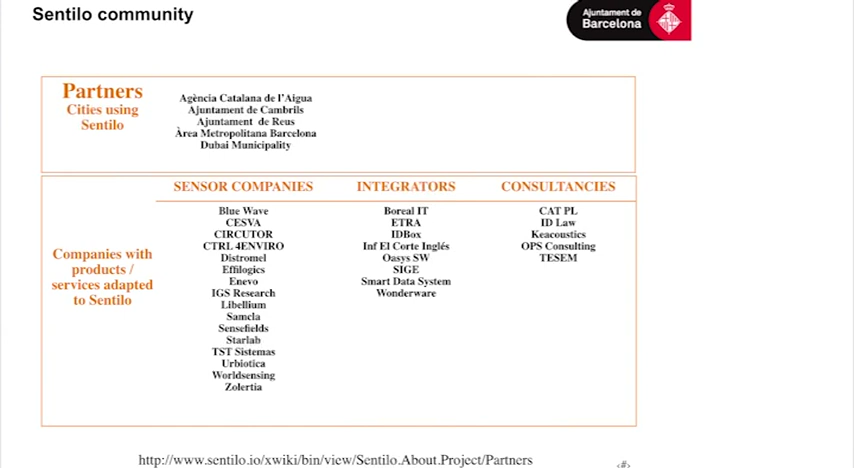 Sentilo community
Ajuntament de
Barcelona
Partners
Cities using
Sentilo
Agència Catalana de l'Aigua
Ajuntament de Cambrils
Ajuntament de Reus
Àrea Metropolitana Barcelona
Dubai Municipality
Companies with
products /
services adapted
to Sentilo
SENSOR COMPANIES
Blue Wave
CESVA
CIRCUTOR
CTRL 4ENVIRO
Distromel
Effilogics
Enevo
IGS Research
Libellium
Samcla
Sensefields
Starlab
TST Sistemas
Urbiotica
Worldsensing
Zolertia
INTEGRATORS
Boreal IT
ETRA
IDBox
Inf El Corte Inglés
Oasys SW
SIGE
Smart Data System
Wonderware
CONSULTANCIES
CAT PL
ID Law
Keacoustics
OPS Consulting
TESEM
http://www.sentilo.io/xwiki/bin/view/Sentilo.About.Project/Partners
‹#›